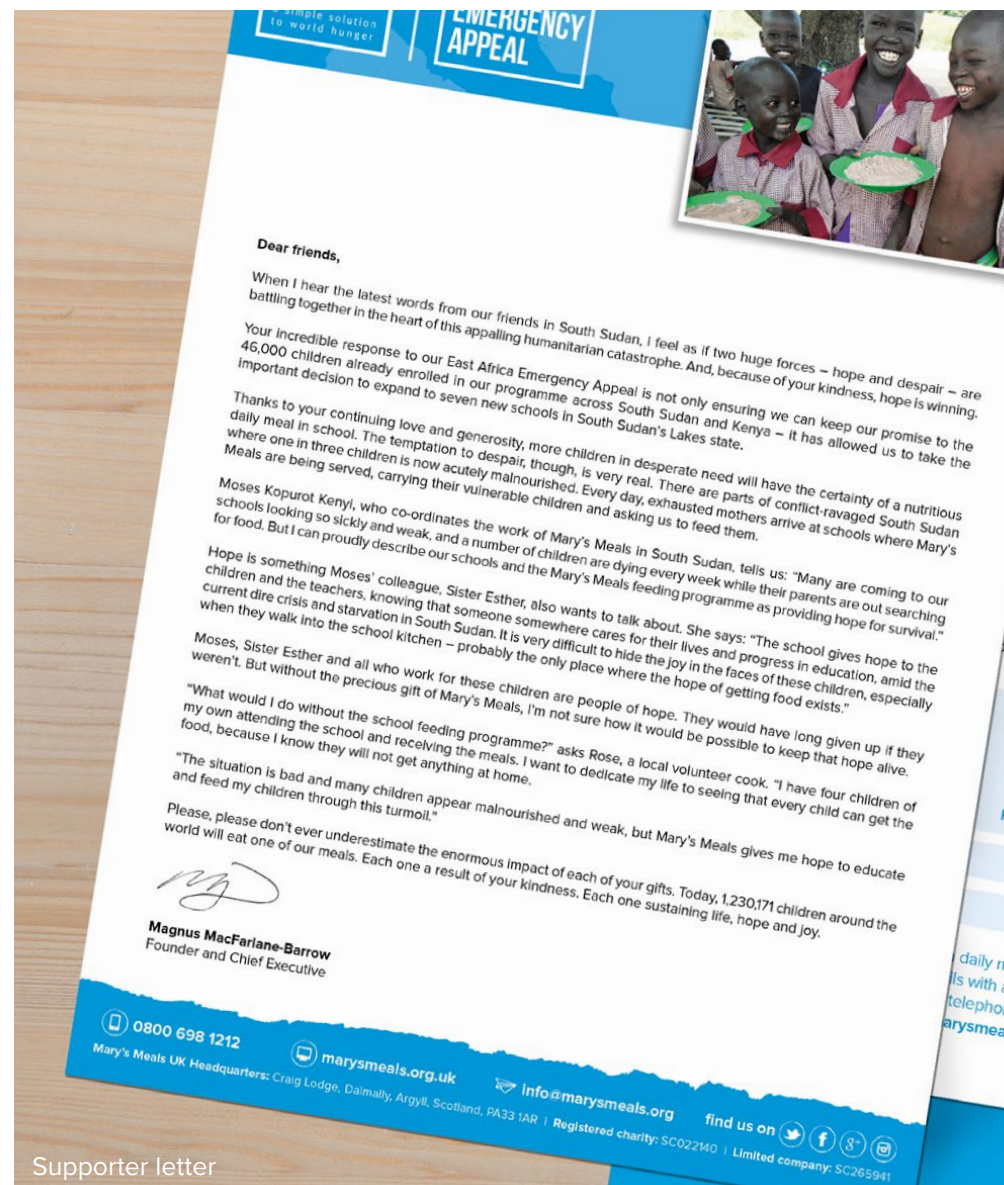 a simple solution
to world hunger
EMERGENCY
APPEAL
Dear friends,
When I hear the latest words from our friends in South Sudan, I feel as if two huge forces – hope and despair – are
battling together in the heart of this appalling humanitarian catastrophe. And, because of your kindness, hope is winning.
Your incredible response to our East Africa Emergency Appeal is not only ensuring we can keep our promise to the
46,000 children already enrolled in our programme across South Sudan and Kenya – it has allowed us to take the
important decision to expand to seven new schools in South Sudan's Lakes state.
Thanks to your continuing love and generosity, more children in desperate need will have the certainty of a nutritious
daily meal in school. The temptation to despair, though, is very real. There are parts of conflict-ravaged South Sudan
where one in three children is now acutely malnourished. Every day, exhausted mothers arrive at schools where Mary's
Meals are being served, carrying their vulnerable children and asking us to feed them.
Moses Kopurot Kenyi, who co-ordinates the work of Mary's Meals in South Sudan, tells us: "Many are coming to our
schools looking so sickly and weak, and a number of children are dying every week while their parents are out searching
for food. But I can proudly describe our schools and the Mary's Meals feeding programme as providing hope for survival."
Hope is something Moses' colleague, Sister Esther, also wants to talk about. She says: "The school gives hope to the
children and the teachers, knowing that someone somewhere cares for their lives and progress in education, amid the
current dire crisis and starvation in South Sudan. It is very difficult to hide the joy in the faces of these children, especially
when they walk into the school kitchen – probably the only place where the hope of getting food exists."
Moses, Sister Esther and all who work for these children are people of hope. They would have long given up if they
weren't. But without the precious gift of Mary's Meals, I'm not sure how it would be possible to keep that hope alive.
"What would I do without the school feeding programme?" asks Rose, a local volunteer cook. "I have four children of
my own attending the school and receiving the meals. I want to dedicate my life to seeing that every child can get the
food, because I know they will not get anything at home.
"The situation is bad and many children appear malnourished and weak, but Mary's Meals gives me hope to educate
and feed my children through this turmoil."
Please, please don't ever underestimate the enormous impact of each of your gifts. Today, 1,230,171 children around the
world will eat one of our meals. Each one a result of your kindness. Each one sustaining life, hope and joy.
Magnus MacFarlane-Barrow
Founder and Chief Executive
0800 698 1212 marysmeals.org.uk info@marysmeals.org find us on
Mary's Meals UK Headquarters: Craig Lodge, Dalmally, Argyll, Scotland, PA33 1AR | Registered charity: SC022140 | Limited company: SC265941
daily
with
Supporter letter